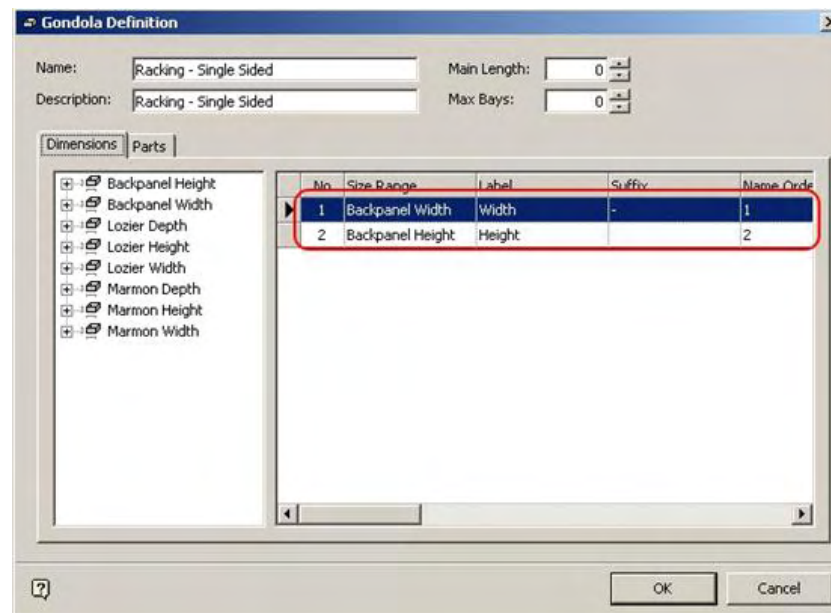 Gondola Definition
Name: Racking - Single Sided Main Length: 0
Description: Racking - Single Sided Max Bays: 0
Dimensions Parts
Backpanel Height
Backpanel Width
Lozier Depth
Lozier Height
Lozier Width
Marmon Depth
Marmon Height
Marmon Width
No Size Range Label Suffix Name Orde
1 Backpanel Width Width - 1
2 Backpanel Height Height 2
? OK Cancel